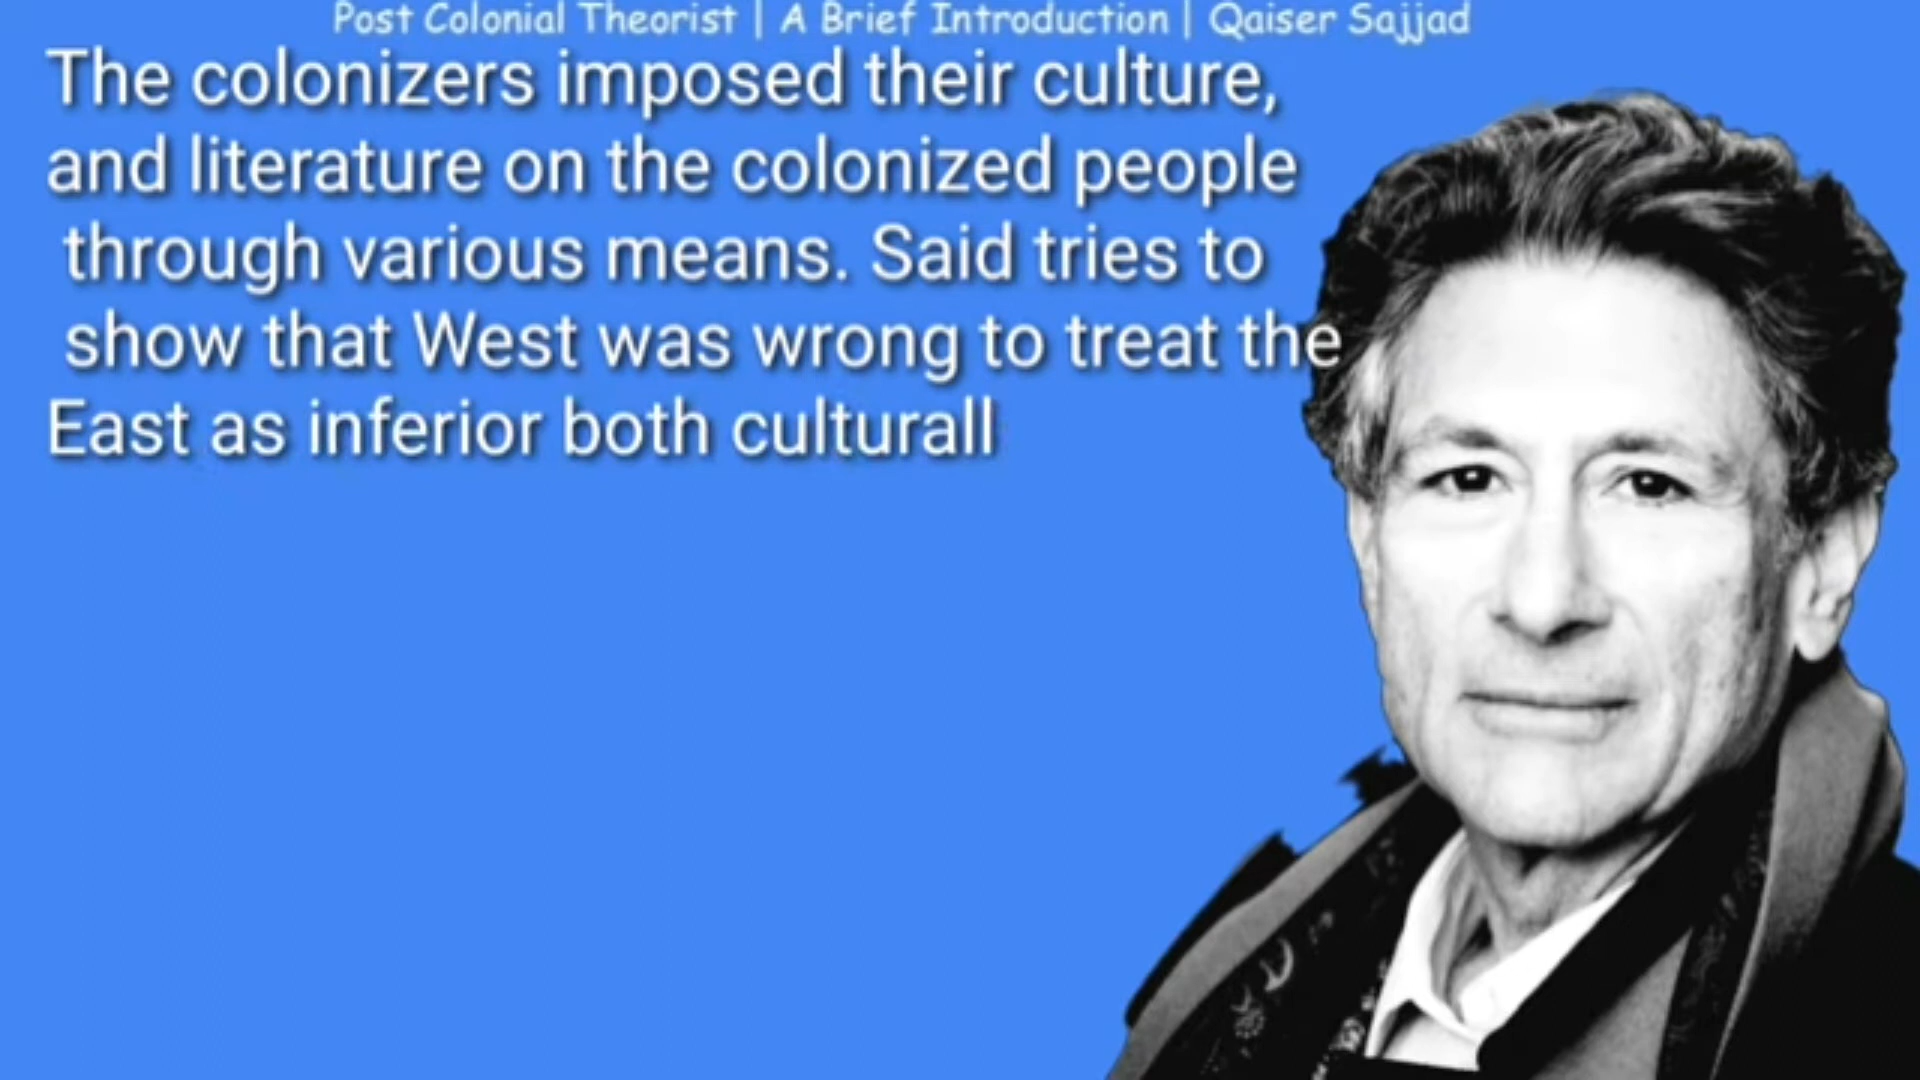 Post Colonial Theorist | A Brief Introduction | Qaiser Sajjad
The colonizers imposed their culture,
and literature on the colonized people
through various means. Said tries to
show that West was wrong to treat the
East as inferior both culturall